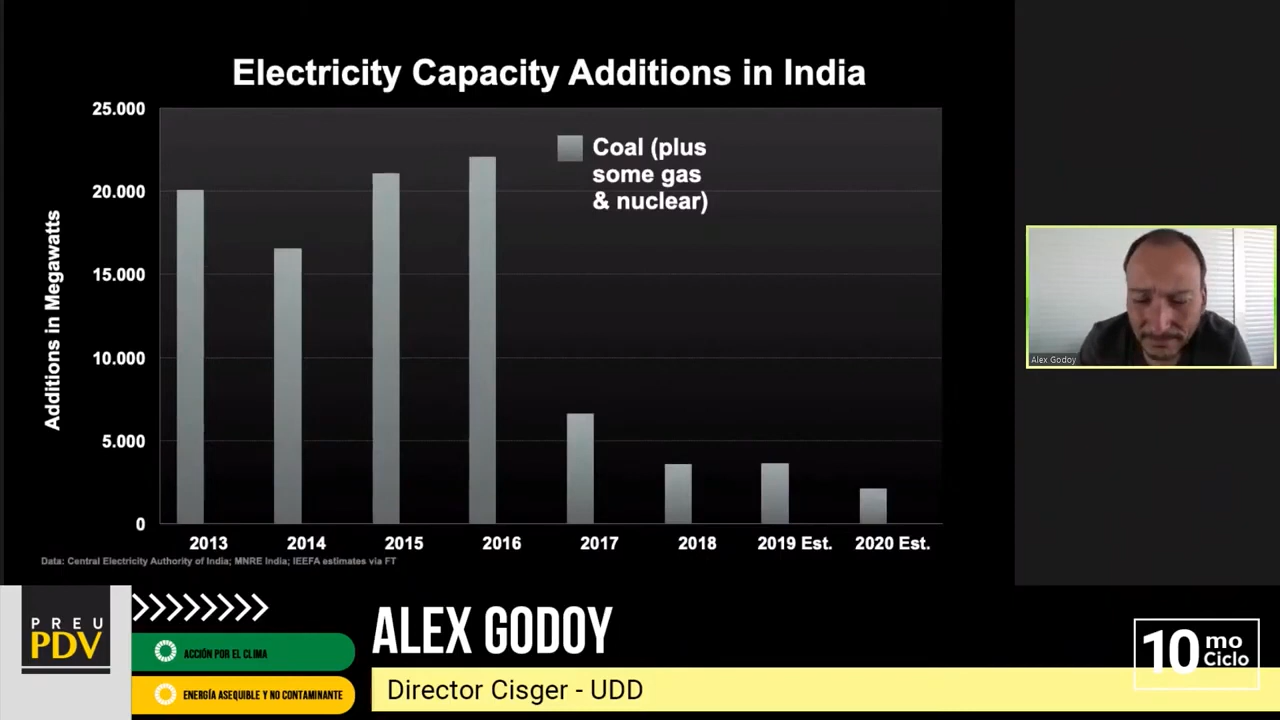 Electricity Capacity Additions in India
Additions in Megawatts
25.000
20.000
15.000
10.000
5.000
0
Coal (plus
some gas
& nuclear)
2013
2014
2015
2016
2017
2018
2019 Est.
2020 Est.
Data: Central Electricity Authority of India; MNRE India; IEEFA estimates via FT
Alex Godoy
PREU
PDV
ACCIÓN POR EL CLIMA
ENERGÍA ASEQUIBLE Y NO CONTAMINANTE
ALEX GODOY
Director Cisger - UDD
10 mo
Ciclo